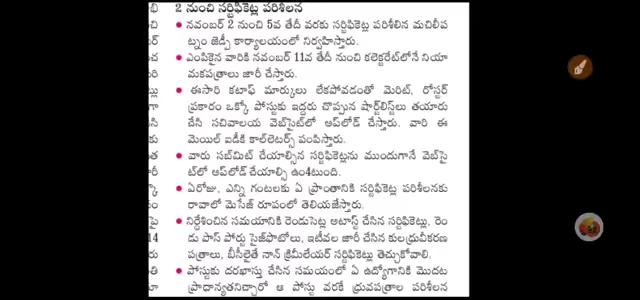 భి 2 నుంచి సర్టిఫికెట్ల పరిశీలన
చి • నవంబర్ 2 నుంచి 5వ తేదీ వరకు సర్టిఫికెట్ల పరిశీలన మచిలీప
ర్ ట్నం జెడ్పీ కార్యాలయంలో నిర్వహిస్తారు.
చ • ఎంపికైన వారికి నవంబర్ 11వ తేదీ నుంచి కలెక్టరేట్‌లోనే నియా
రి మకపత్రాలు జారీ చేస్తారు.
ట్లు • ఈసారి కటాఫ్ మార్కులు లేకపోవడంతో మెరిట్, రోస్టర్
గా ప్రకారం ఒక్కో పోస్టుకు ఇద్దరు చొప్పున షార్ట్‌లిస్ట్‌లు తయారు
సి చేసి సచివాలయ వెబ్‌సైట్‌లో అప్‌లోడ్ చేస్తారు. వారి ఈ
కు మెయిల్ ఐడీకి కాల్‌లెటర్స్ పంపిస్తారు.
త • వారు సబ్‌మిట్ చేయాల్సిన సర్టిఫికెట్లను ముందుగానే వెబ్‌సై
రీ ట్‌లో అప్‌లోడ్ చేయాల్సి ఉం4టుంది.
క్కో • ఏరోజు, ఎన్ని గంటలకు ఏ ప్రాంతానికి సర్టిఫికెట్ల పరిశీలనకు
నం రావాలో మెసేజ్ రూపంలో తెలియజేస్తారు.
పై • నిర్దేశించిన సమయానికి రెండుసెట్ల అటాస్ట్ చేసిన సర్టిఫికెట్లు, రెం
14 డు పాస్ పోర్టు సైజ్‌ఫొటోలు, ఇటీవల జారీ చేసిన కులధ్రువీకరణ
రు పత్రాలు, బీసీలైతే నాన్ క్రిమీలేయర్ సర్టిఫికెట్లు తెచ్చుకోవాలి.
తి • పోస్టుకు దరఖాస్తు చేసిన సమయంలో ఏ ఉద్యోగానికి మొదట
యా ప్రాధాన్యతనిచ్చారో ఆ పోస్టు వరకే ధ్రువపత్రాల పరిశీలన